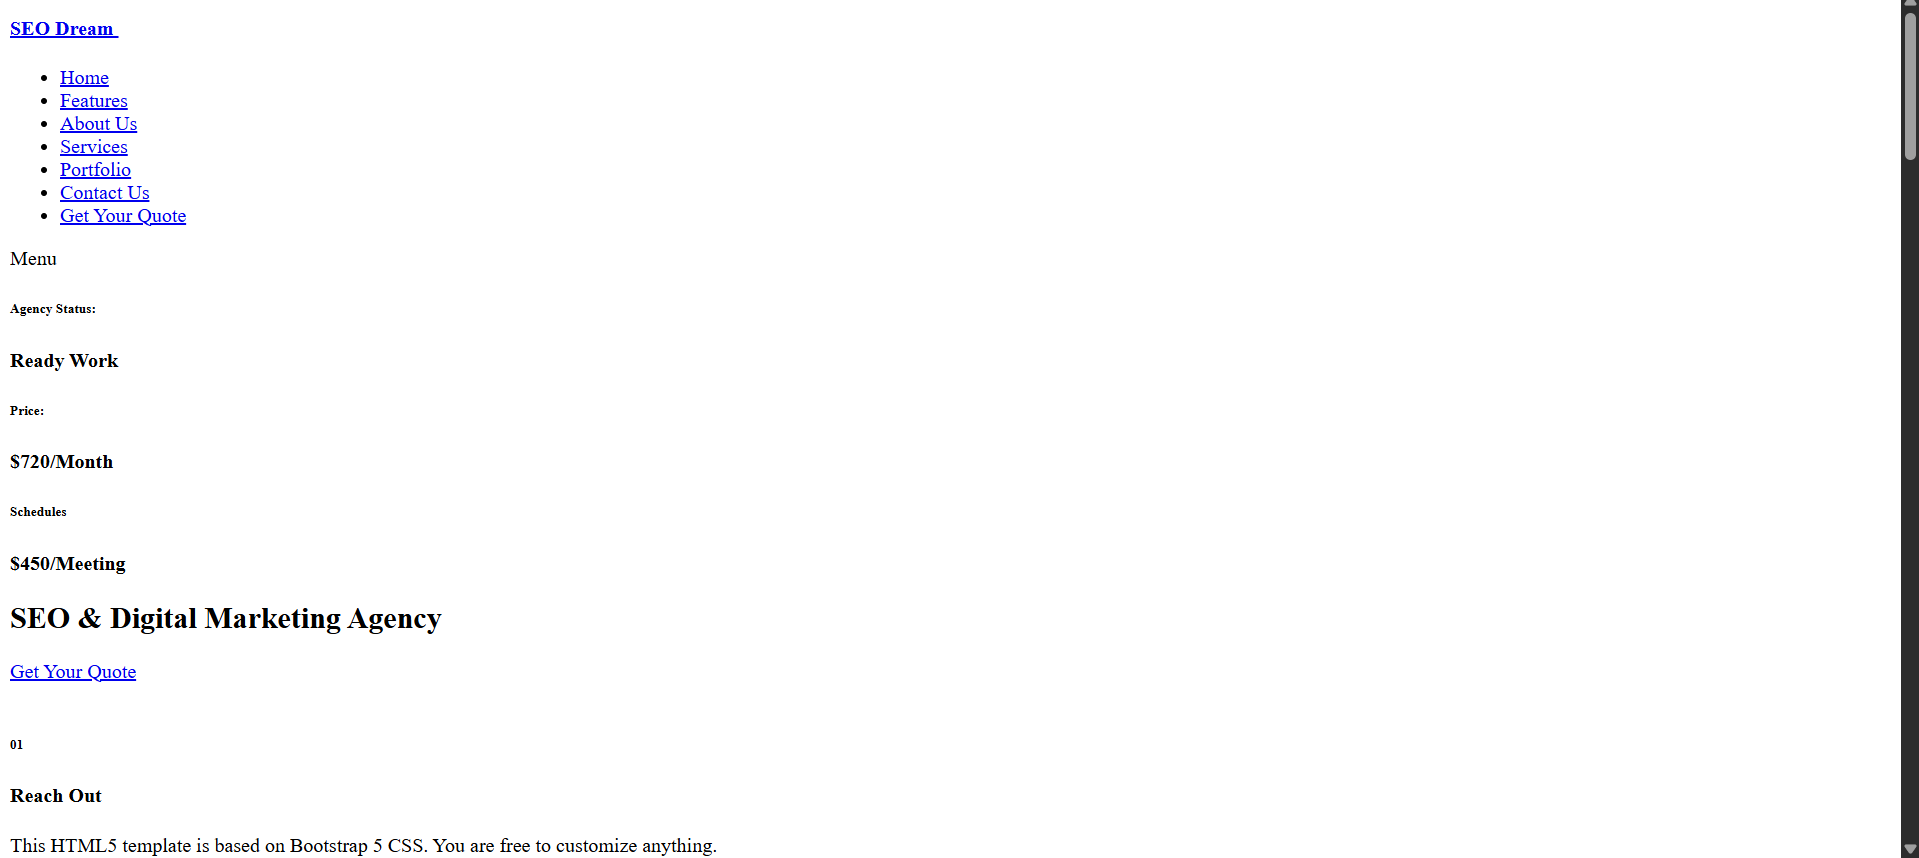 SEO Dream
Home
Features
About Us
Services
Portfolio
Contact Us
Get Your Quote
Menu
Agency Status:
Ready Work
Price:
$720/Month
Schedules
$450/Meeting
SEO & Digital Marketing Agency
Get Your Quote
01
Reach Out
This HTML5 template is based on Bootstrap 5 CSS. You are free to customize anything.